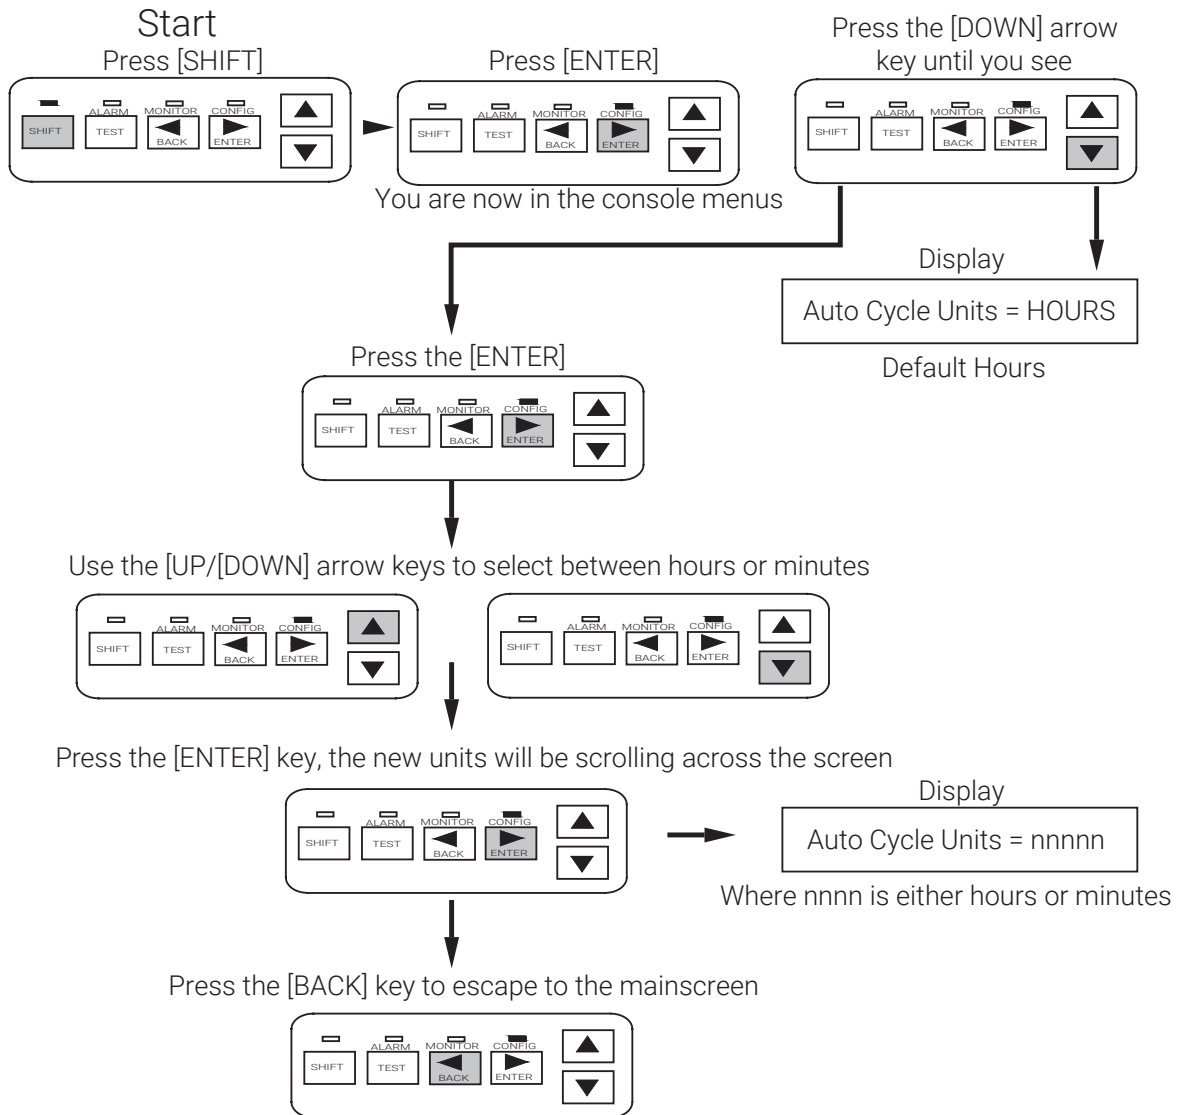 Start
Press [SHIFT]
ALARM MONITOR CONFIG
SHIFT TEST BACK ENTER
Press [ENTER]
ALARM MONITOR CONFIG
SHIFT TEST BACK ENTER
You are now in the console menus
Press the [DOWN] arrow
key until you see
ALARM MONITOR CONFIG
SHIFT TEST BACK ENTER
Display
Auto Cycle Units = HOURS
Default Hours
Press the [ENTER]
ALARM MONITOR CONFIG
SHIFT TEST BACK ENTER
Use the [UP/[DOWN] arrow keys to select between hours or minutes
ALARM MONITOR CONFIG
SHIFT TEST BACK ENTER
ALARM MONITOR CONFIG
SHIFT TEST BACK ENTER
Press the [ENTER] key, the new units will be scrolling across the screen
ALARM MONITOR CONFIG
SHIFT TEST BACK ENTER
Display
Auto Cycle Units = nnnnn
Where nnnn is either hours or minutes
Press the [BACK] key to escape to the mainscreen
ALARM MONITOR CONFIG
SHIFT TEST BACK ENTER